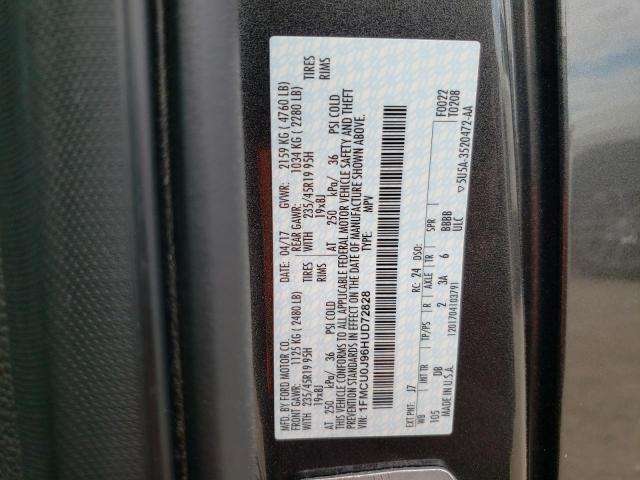 MFD. BY FORD MOTOR CO.
DATE: 04/17 GVWR: 2159 KG ( 4760 LB)
FRONT GAWR: 1125 KG ( 2480 LB) REAR GAWR: 1034 KG ( 2280 LB)
WITH 235/45R19 95H TIRES WITH 235/45R19 95H TIRES
19x8J RIMS 19x8J RIMS
AT 250 kPa/ 36 PSI COLD AT 250 kPa/ 36 PSI COLD
THIS VEHICLE CONFORMS TO ALL APPLICABLE FEDERAL MOTOR VEHICLE SAFETY AND THEFT
PREVENTION STANDARDS IN EFFECT ON THE DATE OF MANUFACTURE SHOWN ABOVE.
VIN: 1FMCU0J96HUD72828 TYPE: MPV
F0022
T0208
EXT PNT: J7 RC: 24 DSO:
WB INT TR TP/PS R AXLE TR SPR
105 DB 2 3A 6 BBBB
ULC
MADE IN U.S.A. 1201704103791 ▽5U5A-3520472-AA